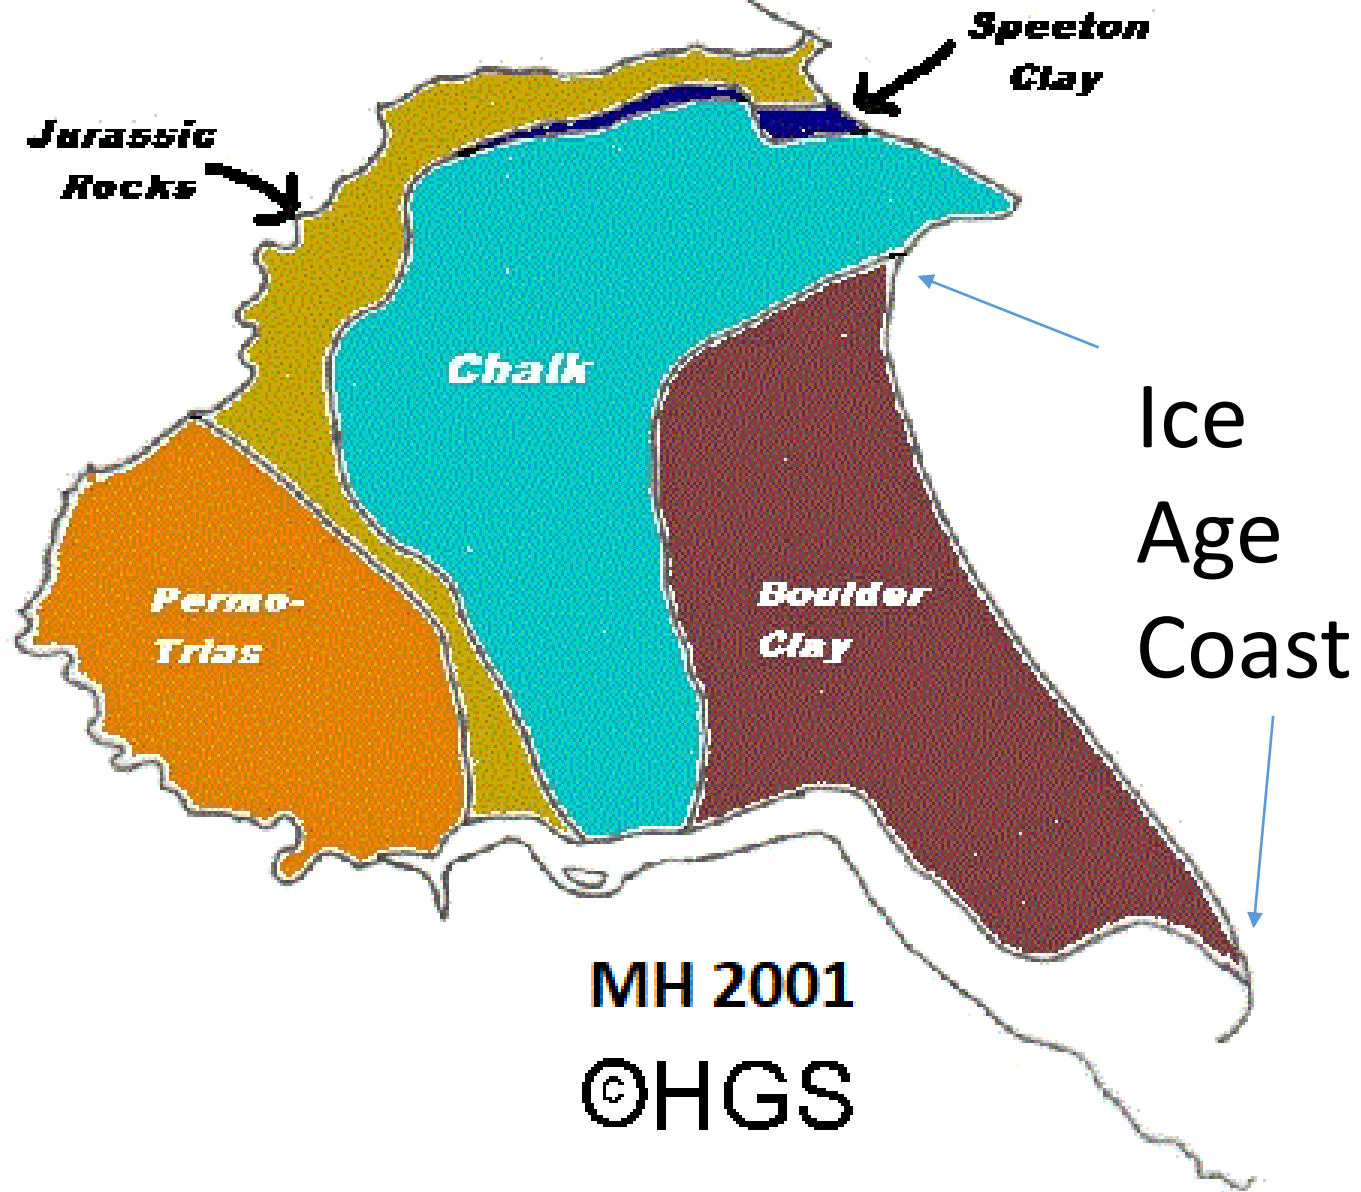 Speeton
Clay
Jurassic
Rocks
Chalk
Ice
Age
Coast
Permo-
Trias
Boulder
Clay
MH 2001
©HGS